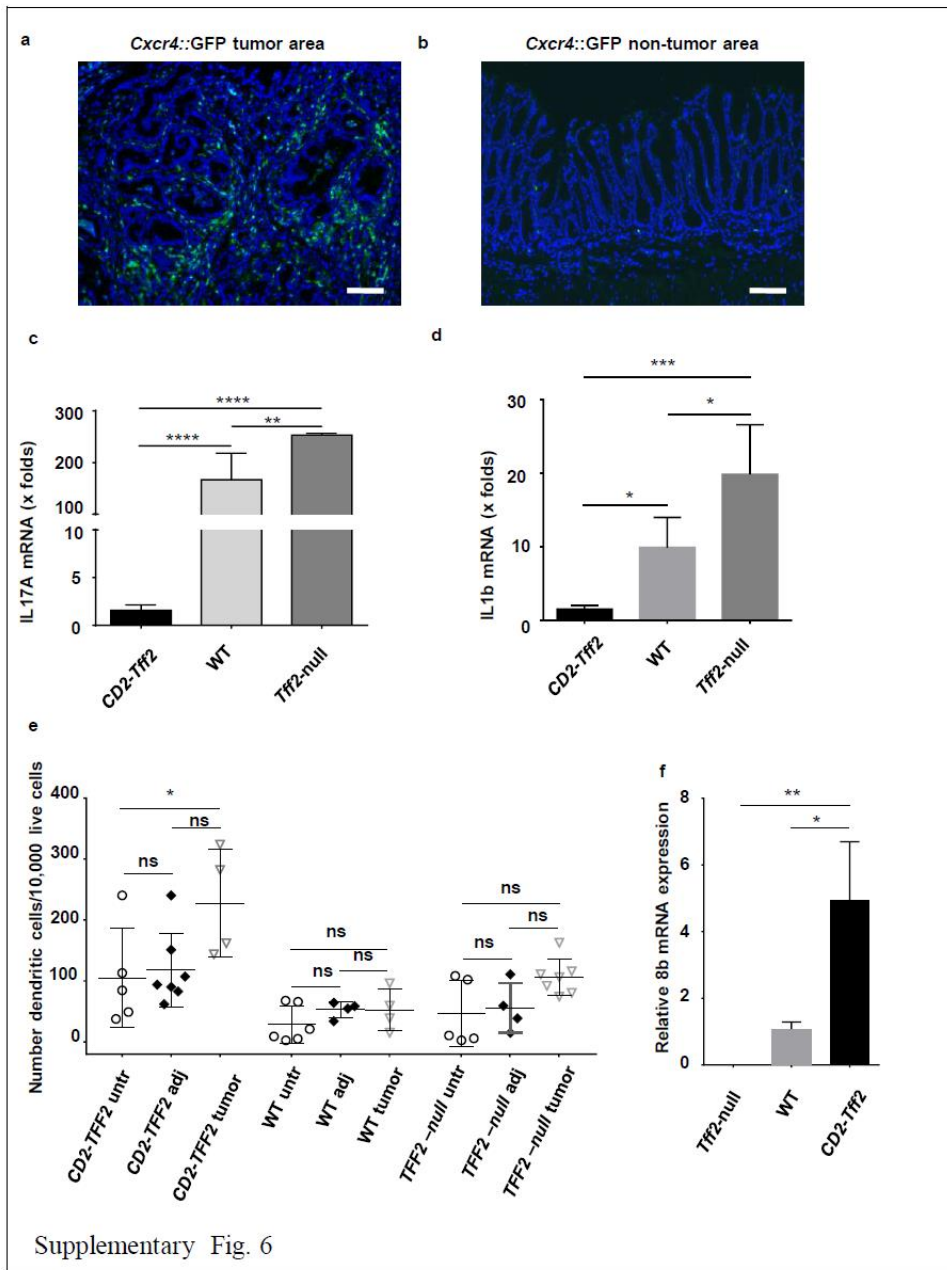 a
Cxcr4::GFP tumor area
b
Cxcr4::GFP non-tumor area
c
IL17A mRNA (x folds)
300
200
100
10
5
0
****
****
**
CD2-Tff2
WT
Tff2-null
d
IL1b mRNA (x folds)
30
20
10
0
***
*
*
CD2-Tff2
WT
Tff2-null
e
Number dendritic cells/10,000 live cells
400
300
200
100
0
*
ns
ns
ns
ns
ns
ns
ns
ns
CD2-TFF2 untr
CD2-TFF2 adj
CD2-TFF2 tumor
WT untr
WT adj
WT tumor
TFF2 –null untr
TFF2 –null adj
TFF2 –null tumor
f
Relative 8b mRNA expression
8
6
4
2
0
**
*
Tff2-null
WT
CD2-Tff2
Supplementary Fig. 6